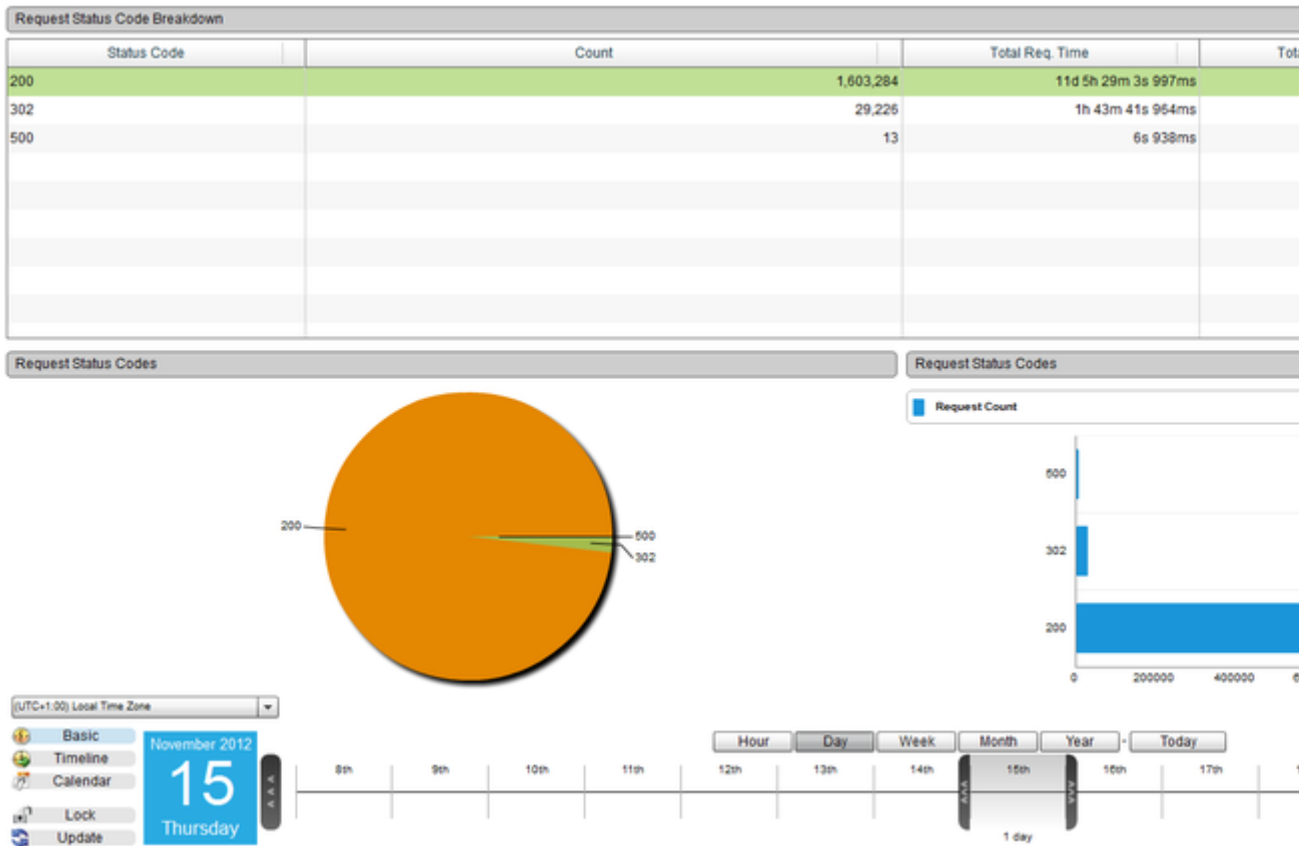 Request Status Code Breakdown
Status Code Count Total Req. Time Tot
200 1,603,284 11d 5h 29m 3s 997ms
302 29,226 1h 43m 41s 964ms
500 13 6s 938ms
Request Status Codes
Request Status Codes
Request Count
500
302
200
0 200000 400000 6
200
500
302
(UTC+1:00) Local Time Zone
Basic
Timeline
Calendar
Lock
Update
November 2012
15
Thursday
Hour Day Week Month Year - Today
8th 9th 10th 11th 12th 13th 14th 15th 16th 17th 1
1 day